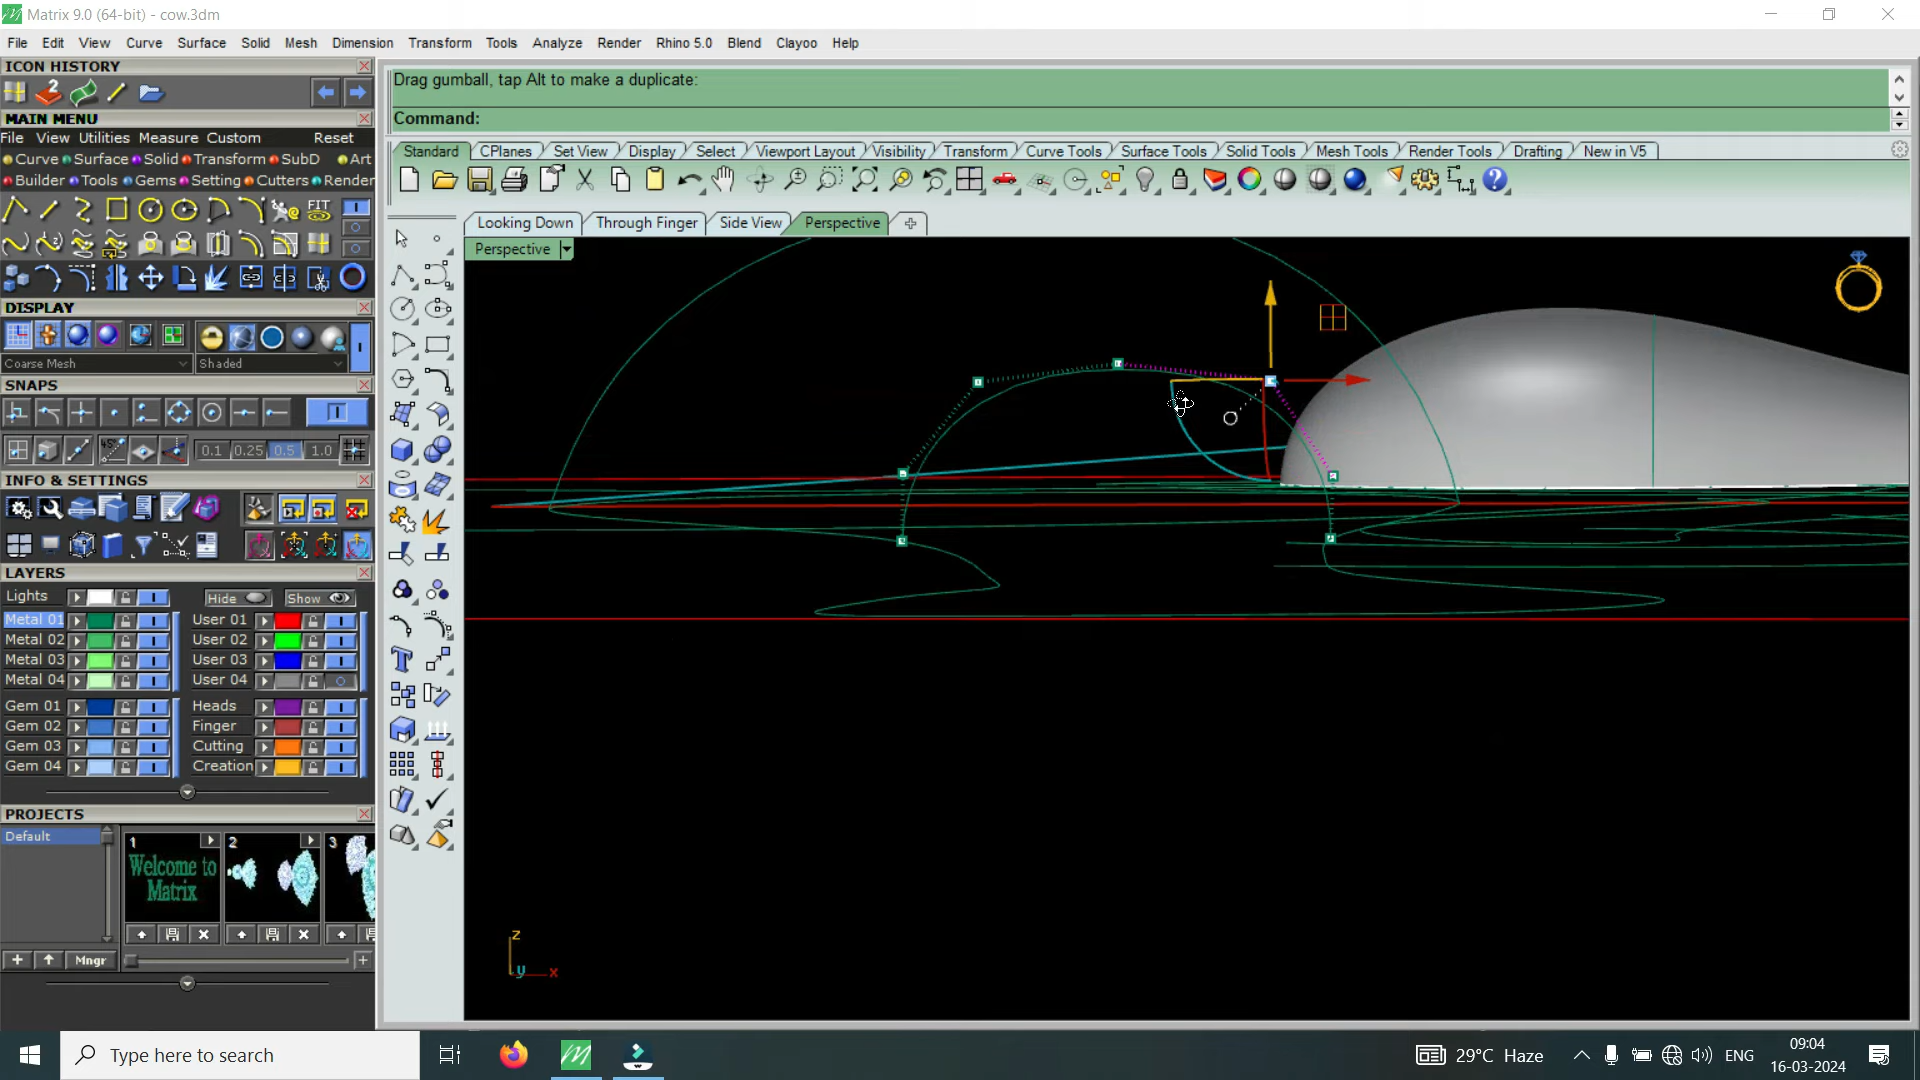 Matrix 9.0 (64-bit) - cow.3dm
File Edit View Curve Surface Solid Mesh Dimension Transform Tools Analyze Render Rhino 5.0 Blend Clayoo Help
ICON HISTORY
Drag gumball, tap Alt to make a duplicate:
MAIN MENU
Command:
File View Utilities Measure Custom Reset
Standard CPlanes Set View Display Select Viewport Layout Visibility Transform Curve Tools Surface Tools Solid Tools Mesh Tools Render Tools Drafting New in V5
Curve Surface Solid Transform SubD Art
Builder Tools Gems Setting Cutters Render
FIT
Looking Down Through Finger Side View Perspective
Perspective
DISPLAY
Coarse Mesh Shaded
SNAPS
0.1 0.25 0.5 1.0
INFO & SETTINGS
LAYERS
Lights Hide Show
Metal 01 User 01
Metal 02 User 02
Metal 03 User 03
Metal 04 User 04
Gem 01 Heads
Gem 02 Finger
Gem 03 Cutting
Gem 04 Creation
PROJECTS
Default 1 2 3
Welcome to
Matrix
Mngr
z
y x
Type here to search
29°C Haze
ENG
09:04
16-03-2024